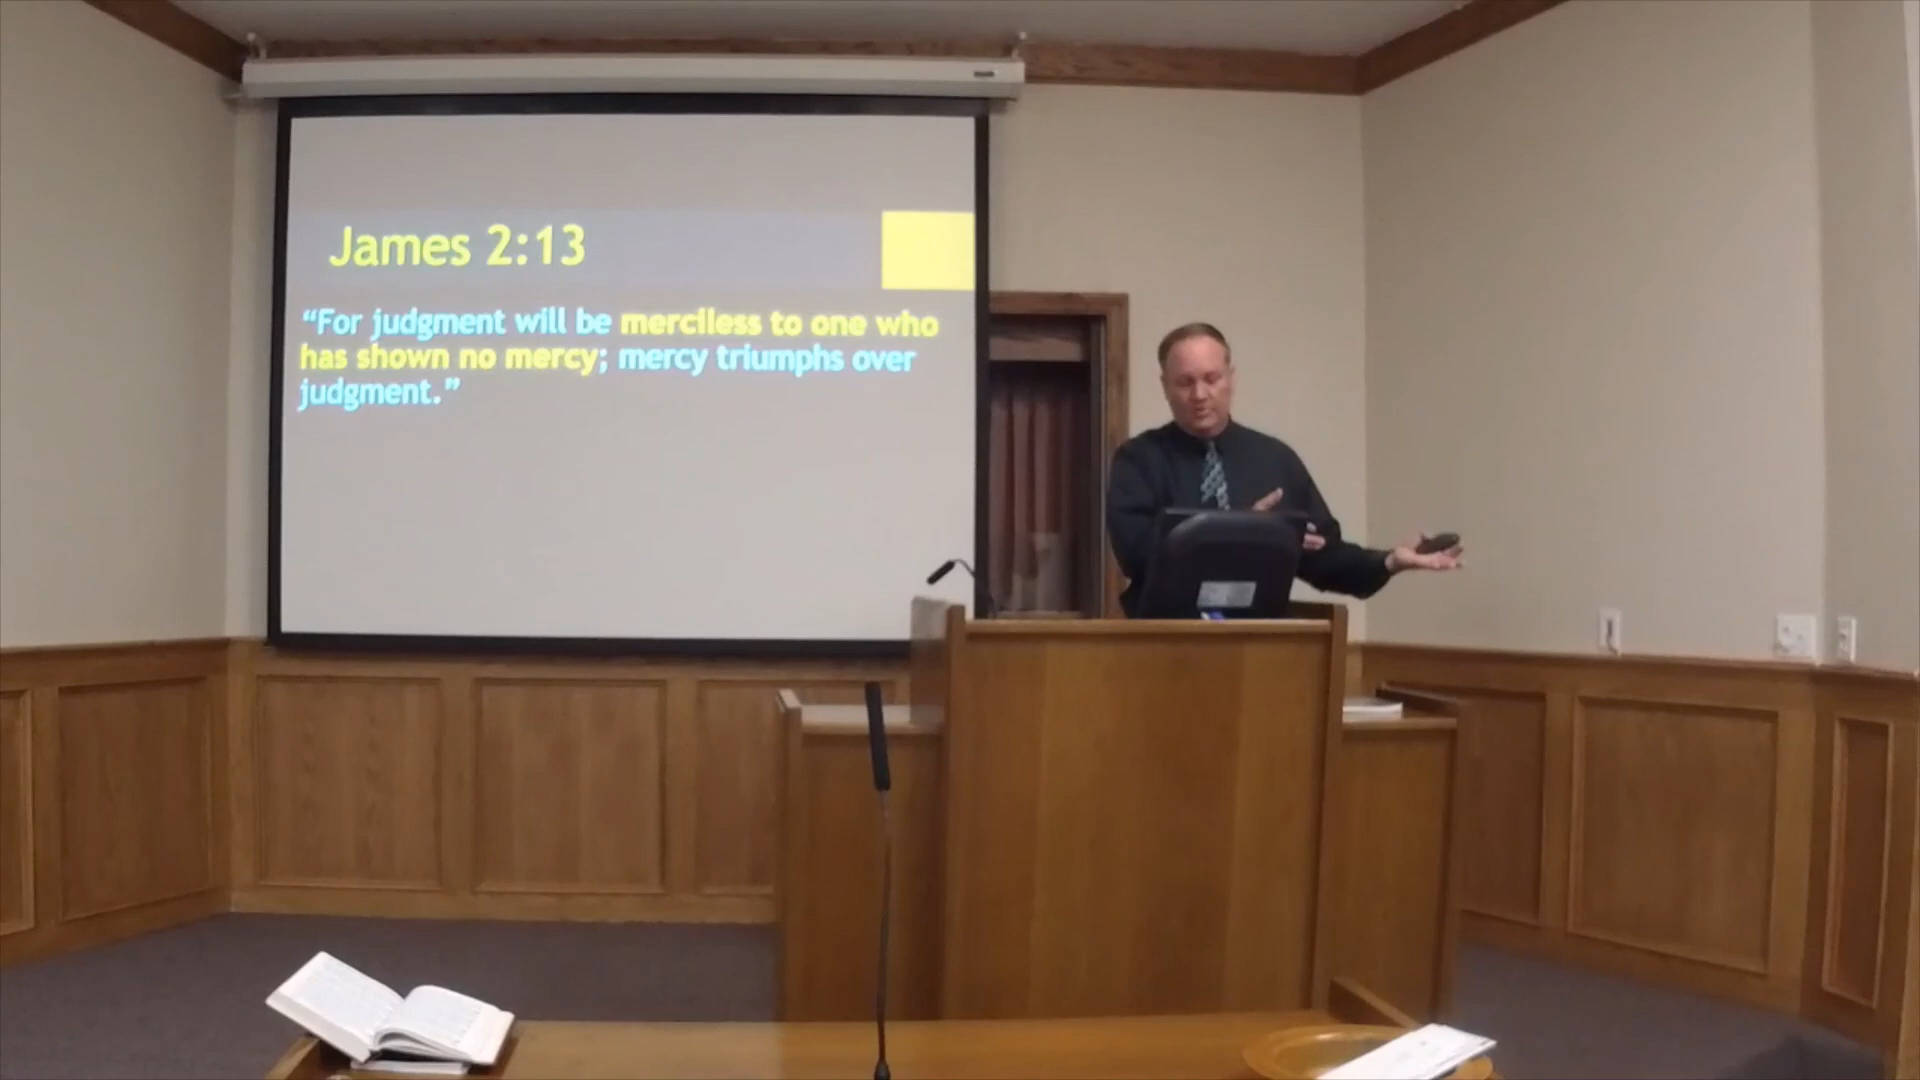 James 2:13
“For judgment will be merciless to one who
has shown no mercy; mercy triumphs over
judgment.”